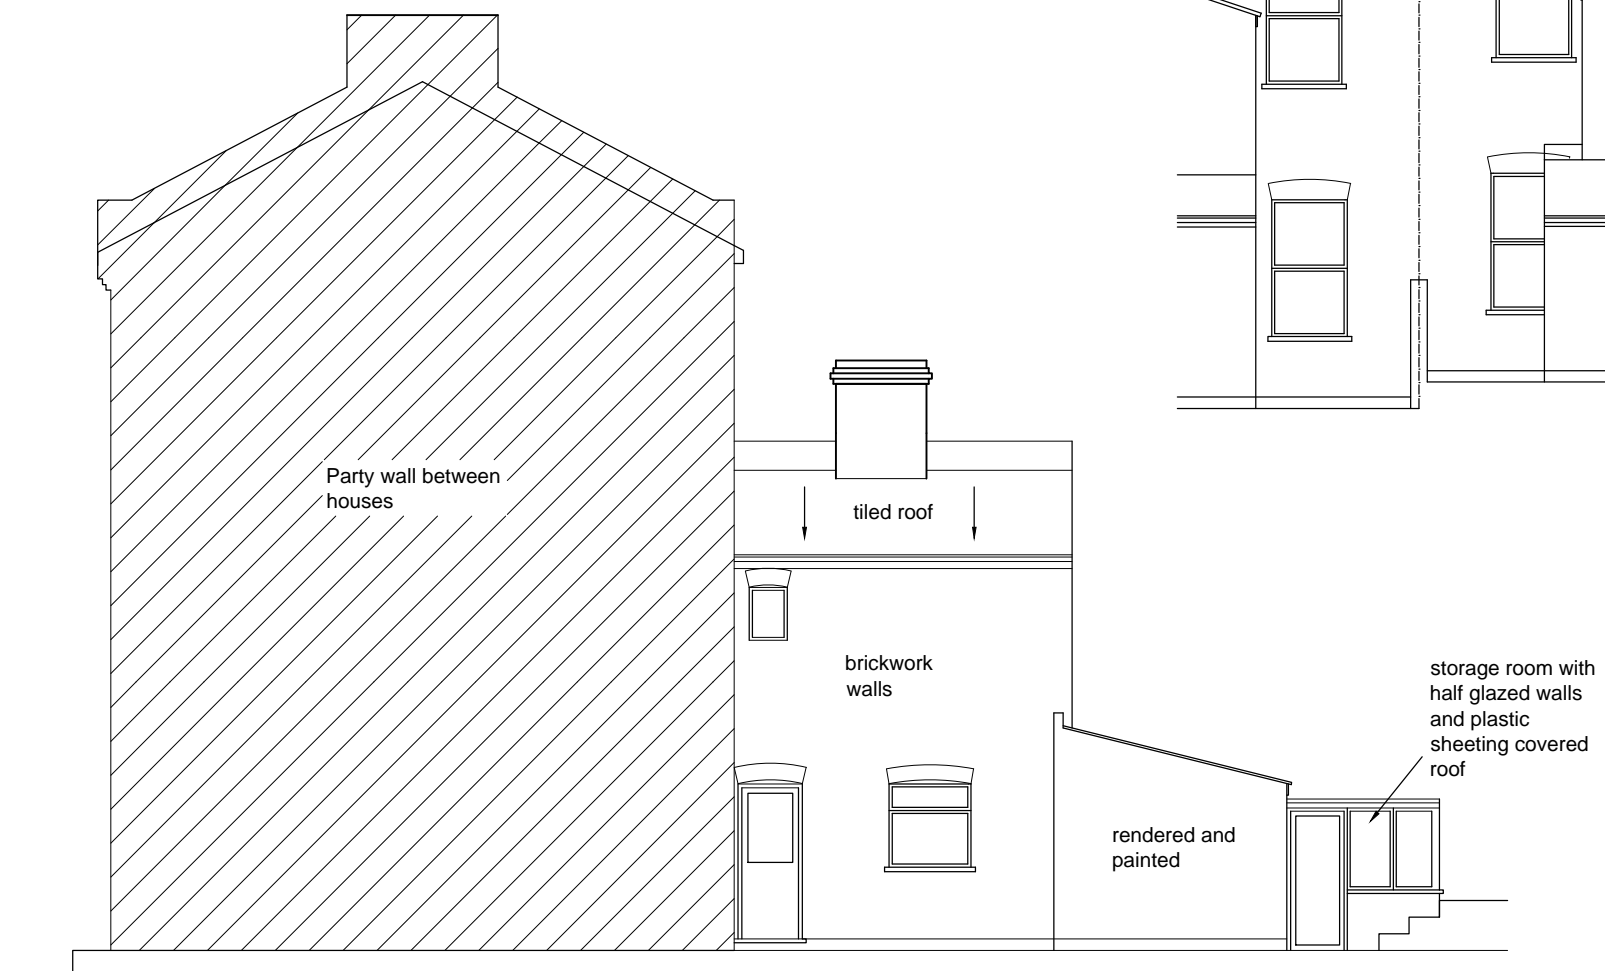 Party wall between
houses
tiled roof
brickwork
walls
storage room with
half glazed walls
and plastic
sheeting covered
roof
rendered and
painted